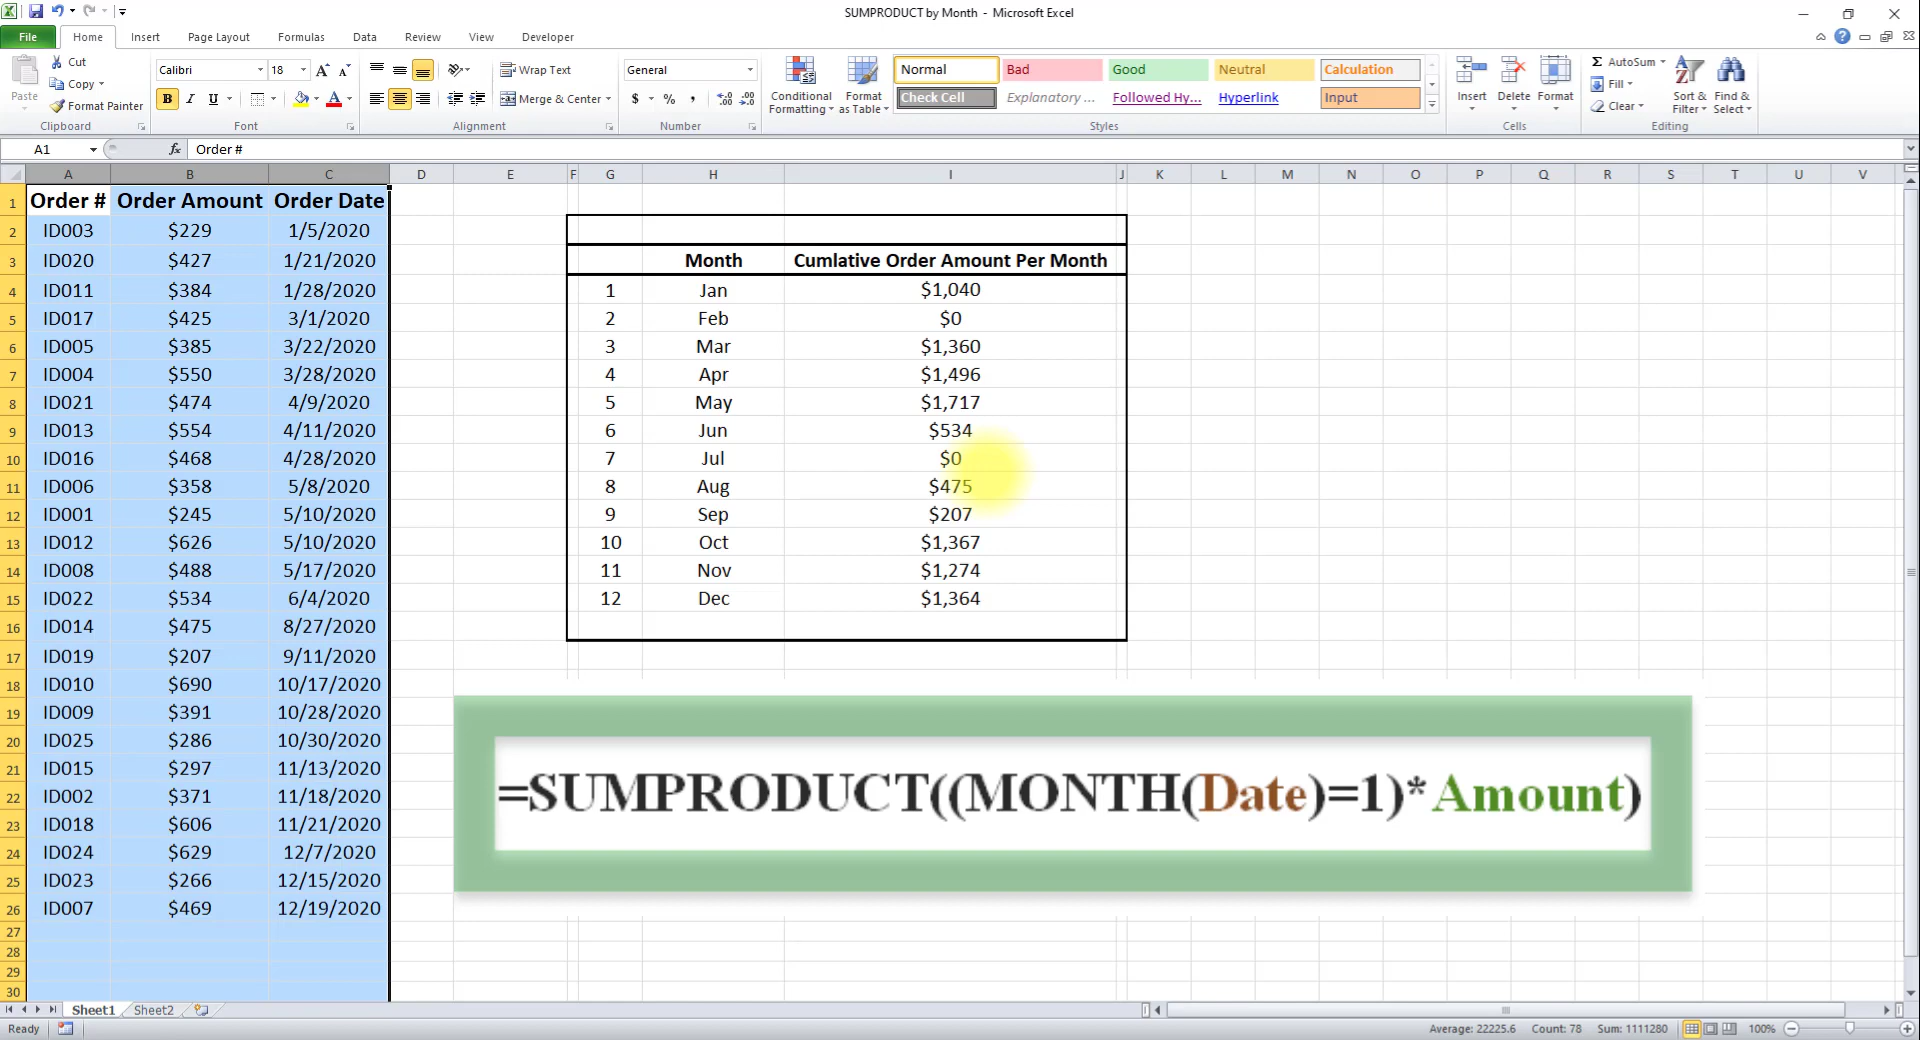 SUMPRODUCT by Month - Microsoft Excel
File Home Insert Page Layout Formulas Data Review View Developer
Paste Cut Copy Format Painter Clipboard
Calibri 18 A A B I U A Font
Wrap Text Merge & Center Alignment
General $ % , .0 .00 .00 .0 Number
Conditional Formatting Format as Table
Normal Bad Good Neutral Calculation
Check Cell Explanatory ... Followed Hy... Hyperlink Input
Styles
Insert Delete Format Cells
Σ AutoSum Fill Clear Sort & Filter Find & Select Editing
A1 fx Order #
A B C D E F G H I J K L M N O P Q R S T U V
1 Order # Order Amount Order Date
2 ID003 $229 1/5/2020
3 ID020 $427 1/21/2020 Month Cumlative Order Amount Per Month
4 ID011 $384 1/28/2020 1 Jan $1,040
5 ID017 $425 3/1/2020 2 Feb $0
6 ID005 $385 3/22/2020 3 Mar $1,360
7 ID004 $550 3/28/2020 4 Apr $1,496
8 ID021 $474 4/9/2020 5 May $1,717
9 ID013 $554 4/11/2020 6 Jun $534
10 ID016 $468 4/28/2020 7 Jul $0
11 ID006 $358 5/8/2020 8 Aug $475
12 ID001 $245 5/10/2020 9 Sep $207
13 ID012 $626 5/10/2020 10 Oct $1,367
14 ID008 $488 5/17/2020 11 Nov $1,274
15 ID022 $534 6/4/2020 12 Dec $1,364
16 ID014 $475 8/27/2020
17 ID019 $207 9/11/2020
18 ID010 $690 10/17/2020
19 ID009 $391 10/28/2020
20 ID025 $286 10/30/2020
21 ID015 $297 11/13/2020
22 ID002 $371 11/18/2020
23 ID018 $606 11/21/2020
24 ID024 $629 12/7/2020
25 ID023 $266 12/15/2020
26 ID007 $469 12/19/2020
27
28
29
30
=SUMPRODUCT((MONTH(Date)=1)*Amount)
Sheet1 Sheet2
Ready Average: 22225.6 Count: 78 Sum: 1111280 100%